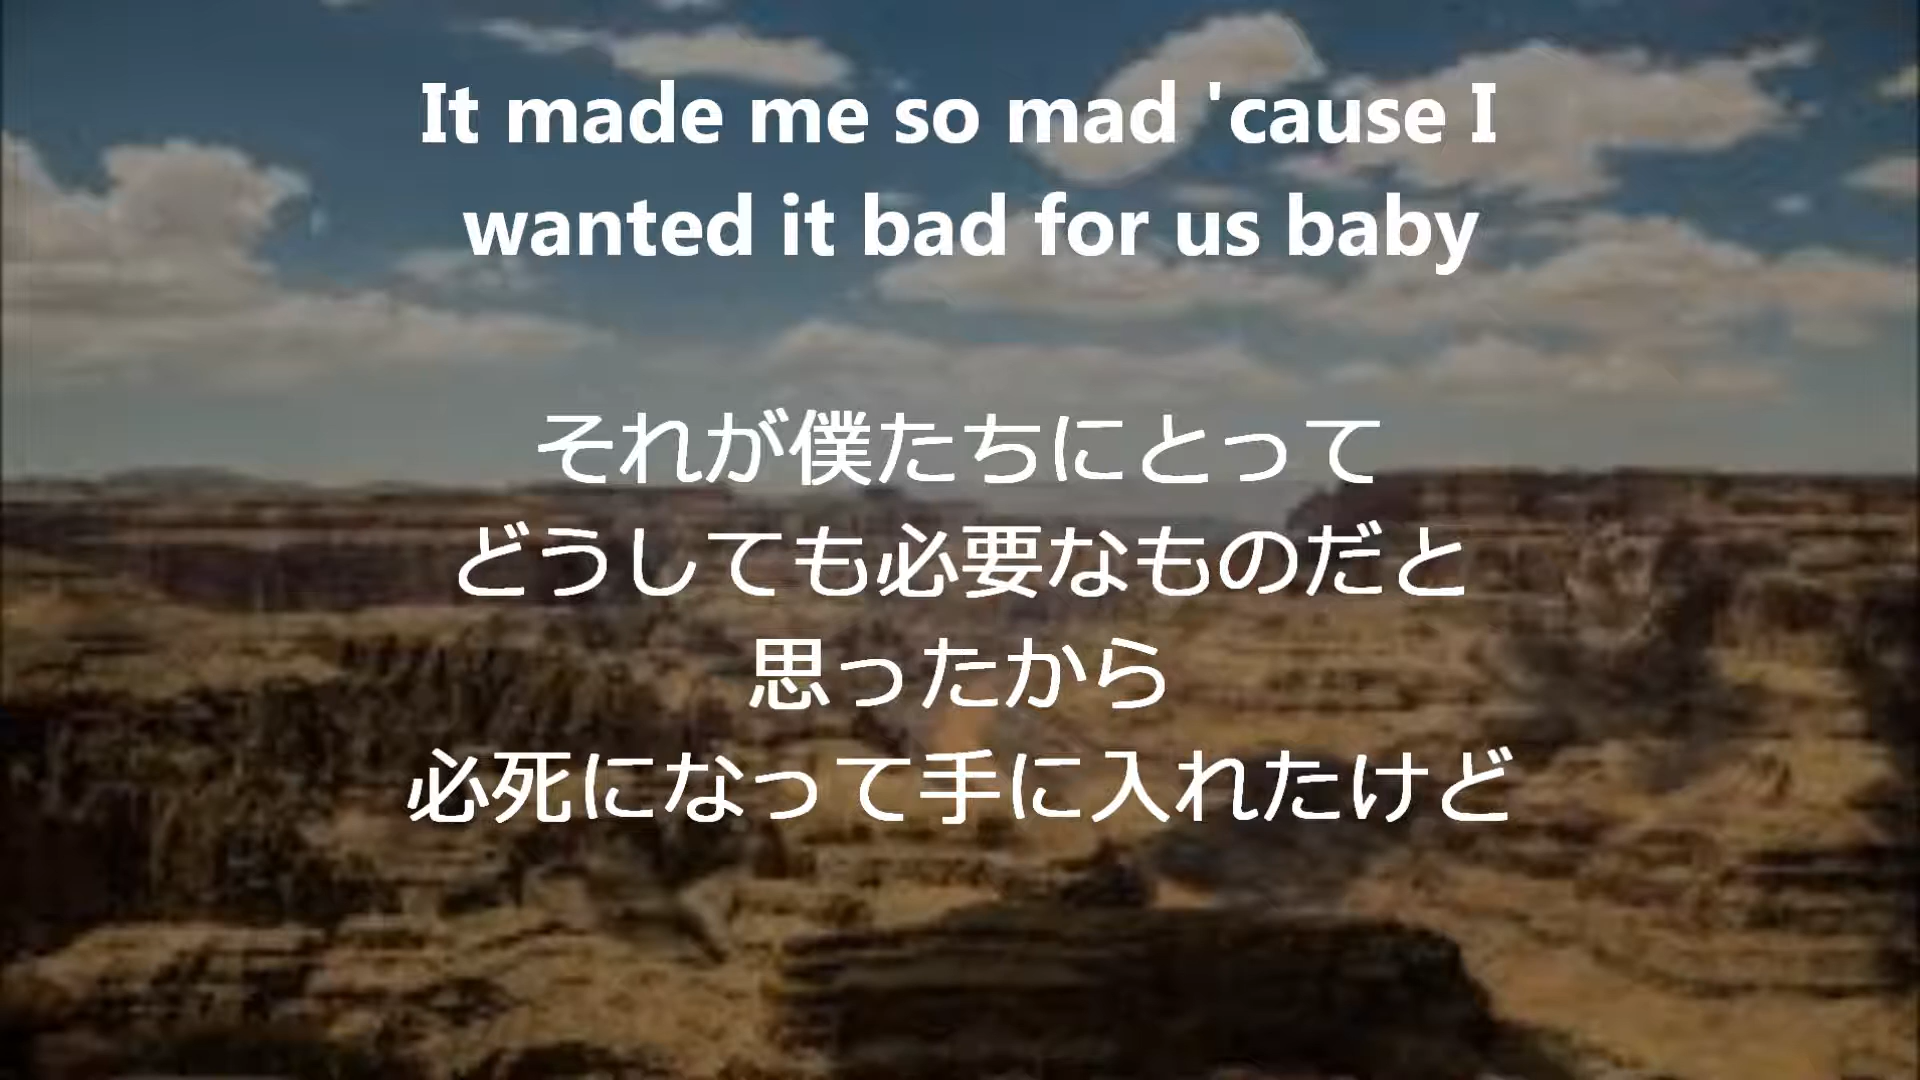 It made me so mad 'cause I
wanted it bad for us baby
それが僕たちにとって
どうしても必要なものだと
思ったから
必死になって手に入れたけど